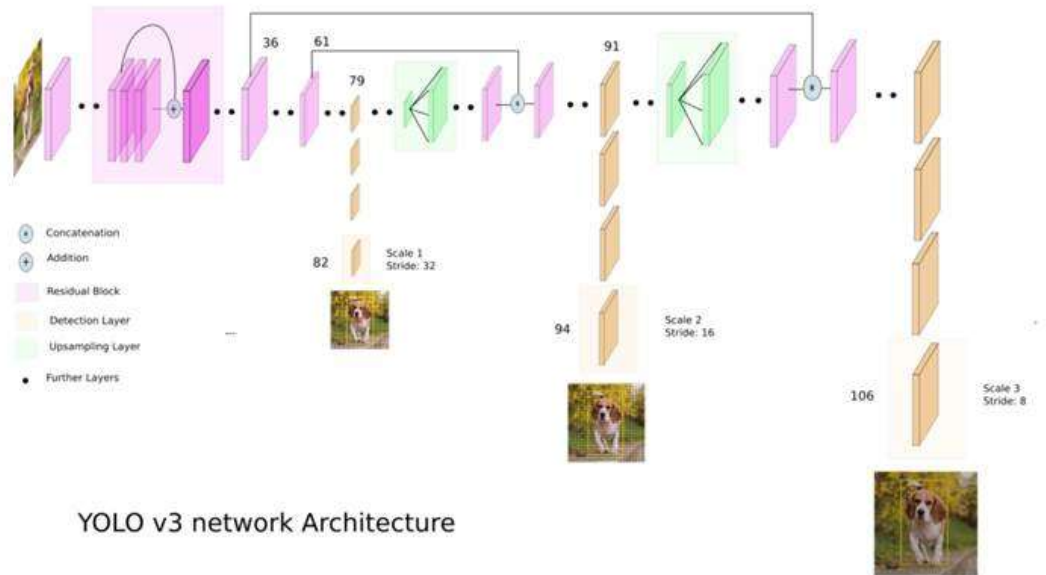 36
61
91
79
Concatenation
Addition
Residual Block
Detection Layer
Upsampling Layer
Further Layers
82
Scale 1
Stride: 32
94
Scale 2
Stride: 16
106
Scale 3
Stride: 8
YOLO v3 network Architecture